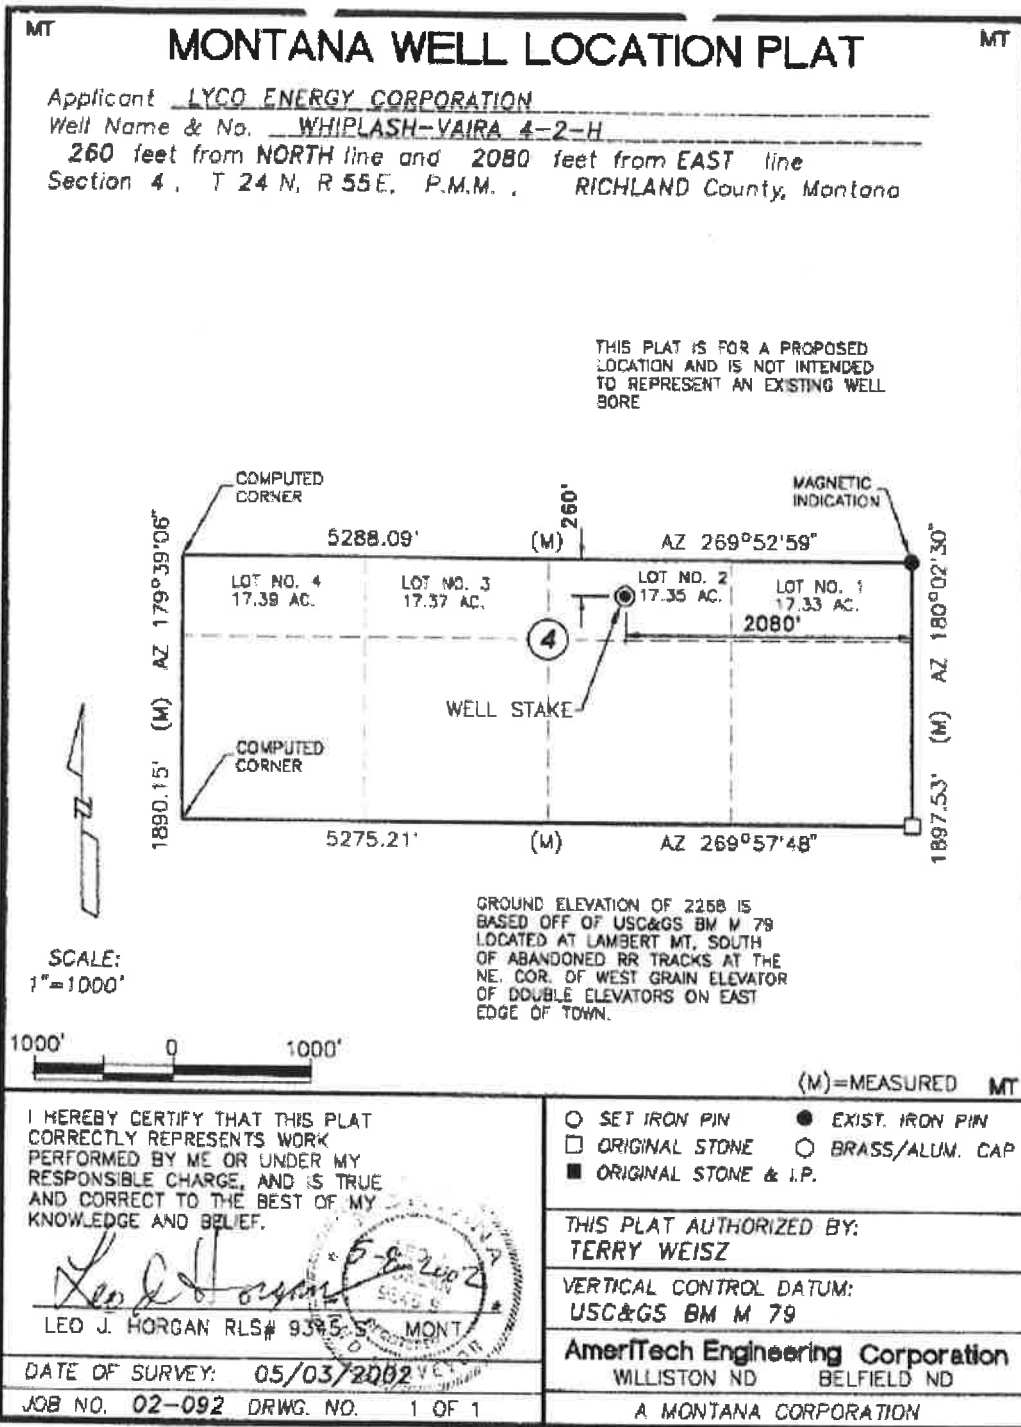 MT
MT
MONTANA WELL LOCATION PLAT
Applicant LYCO ENERGY CORPORATION
Well Name & No. WHIPLASH-VAIRA 4-2-H
260 feet from NORTH line and 2080 feet from EAST line
Section 4, T 24 N, R 55 E, P.M.M., RICHLAND County, Montana
THIS PLAT IS FOR A PROPOSED
LOCATION AND IS NOT INTENDED
TO REPRESENT AN EXISTING WELL
BORE
COMPUTED
CORNER
MAGNETIC
INDICATION
260'
5288.09' (M) AZ 269°52'59"
1890.15' (M) AZ 179°39'06"
1897.53' (M) AZ 180°02'30"
LOT NO. 4
17.39 AC.
LOT NO. 3
17.37 AC.
LOT NO. 2
17.35 AC.
LOT NO. 1
17.33 AC.
2080'
4
WELL STAKE
COMPUTED
CORNER
N
5275.21' (M) AZ 269°57'48"
GROUND ELEVATION OF 2268 IS
BASED OFF OF USC&GS BM M 79
LOCATED AT LAMBERT MT. SOUTH
OF ABANDONED RR TRACKS AT THE
NE. COR. OF WEST GRAIN ELEVATOR
OF DOUBLE ELEVATORS ON EAST
EDGE OF TOWN.
SCALE:
1"=1000'
1000' 0 1000'
(M)=MEASURED MT
I HEREBY CERTIFY THAT THIS PLAT
CORRECTLY REPRESENTS WORK
PERFORMED BY ME OR UNDER MY
RESPONSIBLE CHARGE, AND IS TRUE
AND CORRECT TO THE BEST OF MY
KNOWLEDGE AND BELIEF.
Leo J Horgan
5-8-2002
LEO J. HORGAN RLS# 9345-S MONT
DATE OF SURVEY: 05/03/2002
JOB NO. 02-092 DRWG. NO. 1 OF 1
SET IRON PIN
EXIST. IRON PIN
ORIGINAL STONE
BRASS/ALUM. CAP
ORIGINAL STONE & I.P.
THIS PLAT AUTHORIZED BY:
TERRY WEISZ
VERTICAL CONTROL DATUM:
USC&GS BM M 79
AmeriTech Engineering Corporation
WILLISTON ND BELFIELD ND
A MONTANA CORPORATION